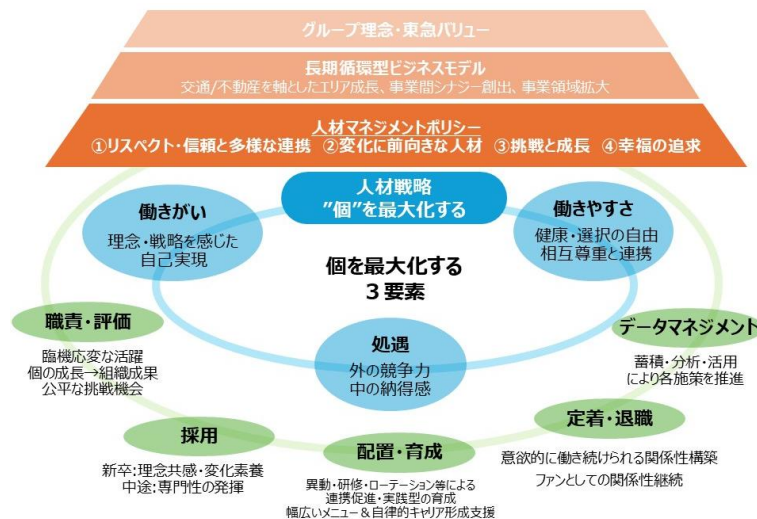 グループ理念・東急バリュー
長期循環型ビジネスモデル
交通/不動産を軸としたエリア成長、事業間シナジー創出、事業領域拡大
人材マネジメントポリシー
①リスペクト・信頼と多様な連携　②変化に前向きな人材　③挑戦と成長　④幸福の追求
人材戦略
”個”を最大化する
働きがい
理念・戦略を感じた
自己実現
働きやすさ
健康・選択の自由
相互尊重と連携
個を最大化する
３要素
処遇
外の競争力
中の納得感
職責・評価
臨機応変な活躍
個の成長→組織成果
公平な挑戦機会
データマネジメント
蓄積・分析・活用
により各施策を推進
採用
新卒:理念共感・変化素養
中途:専門性の発揮
配置・育成
異動・研修・ローテーション等による
連携促進・実践型の育成
幅広いメニュー＆自律的キャリア形成支援
定着・退職
意欲的に働き続けられる関係性構築
ファンとしての関係性継続